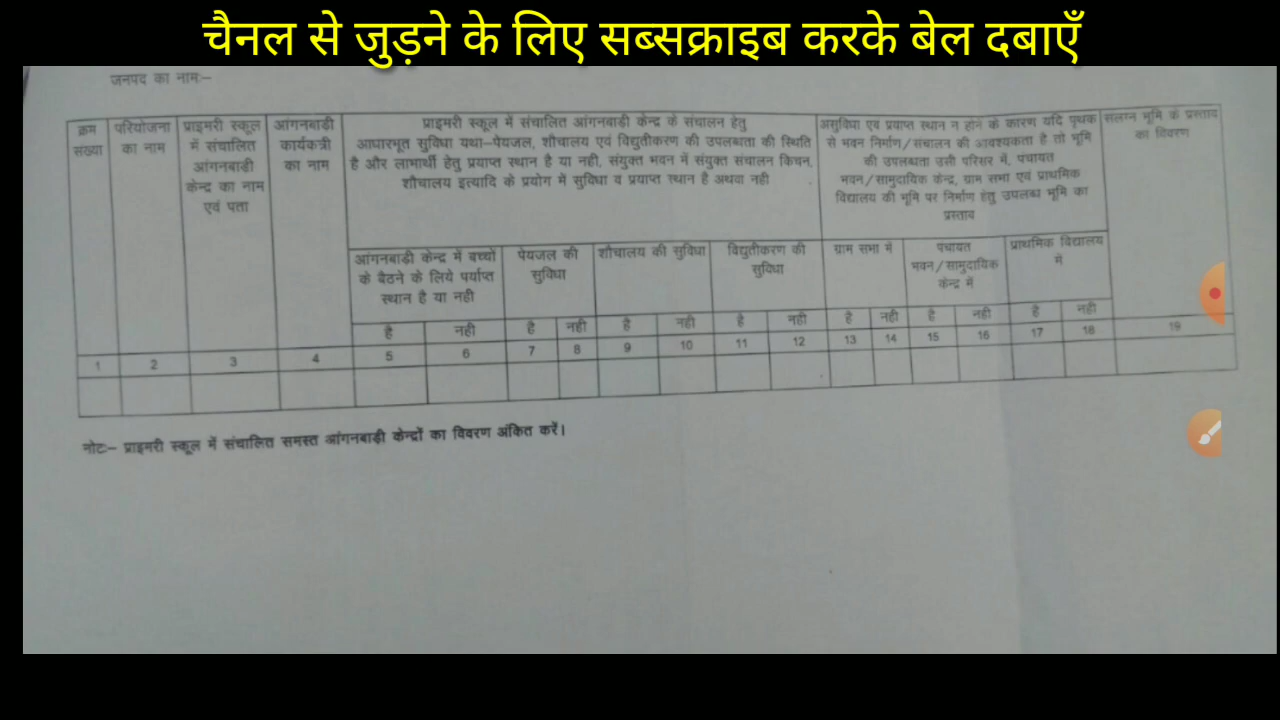 चैनल से जुड़ने के लिए सब्सक्राइब करके बेल दबाएँ
जनपद का नाम:–
क्रम
संख्या
परियोजना
का नाम
प्राइमरी स्कूल
में संचालित
आंगनबाडी
केन्द्र का नाम
एवं पता
आंगनबाडी
कार्यकत्री
का नाम
प्राइमरी स्कूल में संचालित आंगनबाडी केन्द्र के संचालन हेतु
आधारभूत सुविधा यथा–पेयजल, शौचालय एवं विद्युतीकरण की उपलब्धता की स्थिति
है और लाभार्थी हेतु प्रयाप्त स्थान है या नही, संयुक्त भवन में संयुक्त संचालन किचन,
शौचालय इत्यादि के प्रयोग में सुविधा व प्रयाप्त स्थान है अथवा नही
असुविधा एवं प्रयाप्त स्थान न होने के कारण यदि पृथक
से भवन निर्माण/संचालन की आवश्यकता है तो भूमि
की उपलब्धता उसी परिसर में, पंचायत
भवन/सामुदायिक केन्द्र, ग्राम सभा एवं प्राथमिक
विद्यालय की भूमि पर निर्माण हेतु उपलब्ध भूमि का
प्रस्ताव
सलग्न भूमि के प्रस्ताव
का विवरण
आंगनबाडी केन्द्र में बच्चों
के बैठने के लिये पर्याप्त
स्थान है या नही
पेयजल की
सुविधा
शौचालय की सुविधा
विद्युतीकरण की
सुविधा
ग्राम सभा में
पंचायत
भवन/सामुदायिक
केन्द्र में
प्राथमिक विद्यालय
में
है नही है नही है नही है नही है नही है नही है नही
1 2 3 4 5 6 7 8 9 10 11 12 13 14 15 16 17 18 19
नोट:– प्राइमरी स्कूल में संचालित समस्त आंगनबाड़ी केन्द्रों का विवरण अंकित करें।